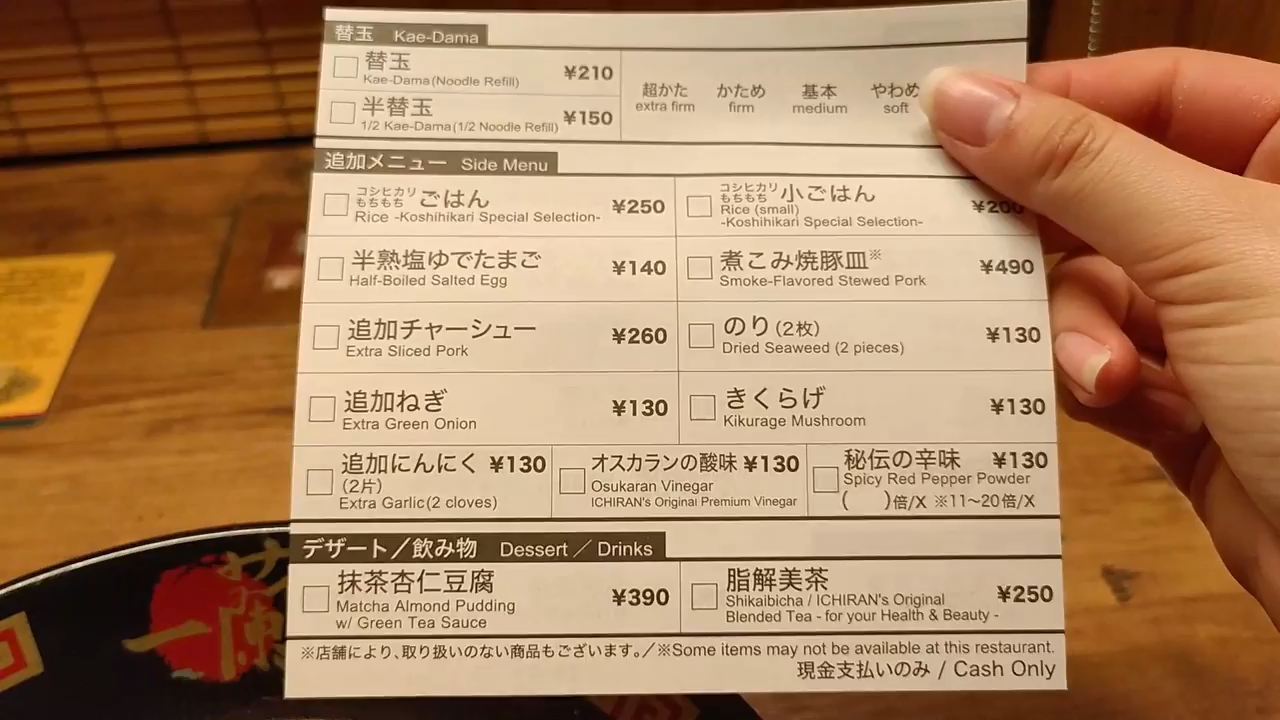 替玉 Kae-Dama
替玉 ¥210
Kae-Dama(Noodle Refill)
半替玉 ¥150
1/2 Kae-Dama(1/2 Noodle Refill)
超かた かため 基本 やわめ
extra firm firm medium soft
追加メニュー Side Menu
コシヒカリ
もちもち ごはん ¥250
Rice -Koshihikari Special Selection-
コシヒカリ
もちもち 小ごはん ¥200
Rice (small)
-Koshihikari Special Selection-
半熟塩ゆでたまご ¥140
Half-Boiled Salted Egg
煮こみ焼豚皿※ ¥490
Smoke-Flavored Stewed Pork
追加チャーシュー ¥260
Extra Sliced Pork
のり(2枚) ¥130
Dried Seaweed (2 pieces)
追加ねぎ ¥130
Extra Green Onion
きくらげ ¥130
Kikurage Mushroom
追加にんにく ¥130
(2片)
Extra Garlic(2 cloves)
オスカランの酸味 ¥130
Osukaran Vinegar
ICHIRAN's Original Premium Vinegar
秘伝の辛味 ¥130
Spicy Red Pepper Powder
( )倍/X ※11〜20倍/X
デザート／飲み物 Dessert ／ Drinks
抹茶杏仁豆腐 ¥390
Matcha Almond Pudding
w/ Green Tea Sauce
脂解美茶 ¥250
Shikaibicha / ICHIRAN's Original
Blended Tea - for your Health & Beauty -
※店舗により、取り扱いのない商品もございます。／※Some items may not be available at this restaurant.
現金支払いのみ / Cash Only
一蘭